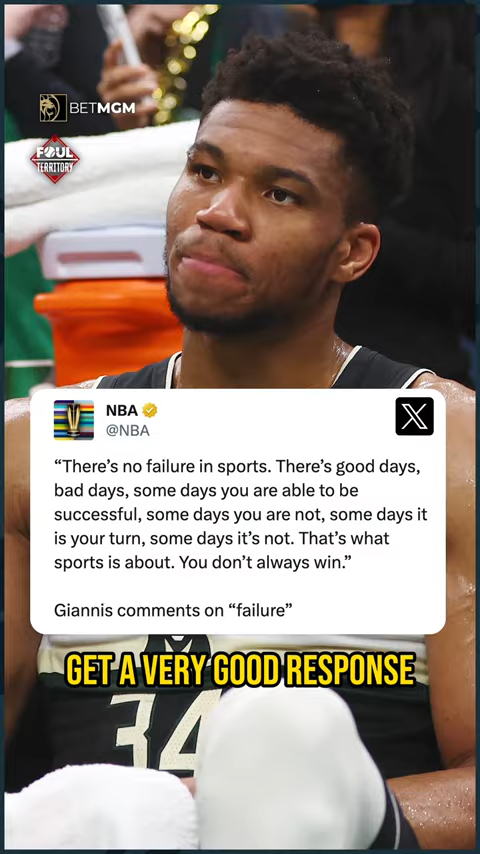 BETMGM
FOUL
TERRITORY
NBA
@NBA
X
“There’s no failure in sports. There’s good days,
bad days, some days you are able to be
successful, some days you are not, some days it
is your turn, some days it’s not. That’s what
sports is about. You don’t always win.”
Giannis comments on “failure”
GET A VERY GOOD RESPONSE
34